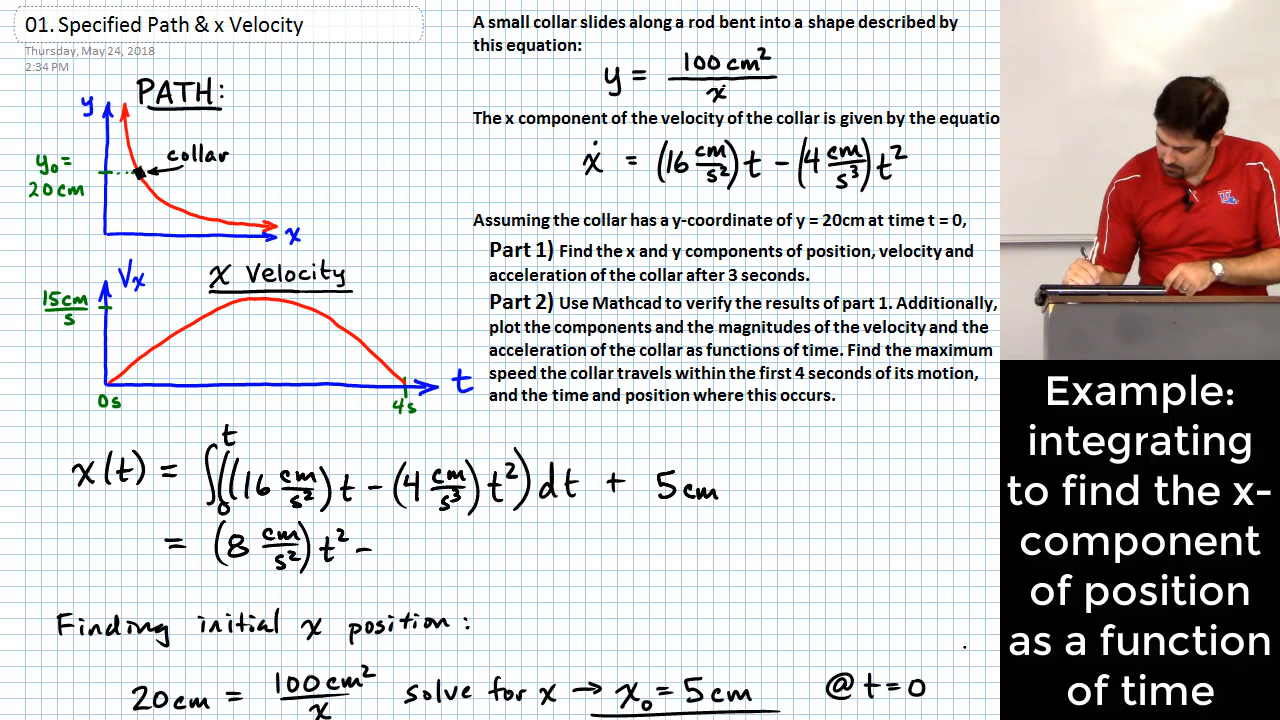 01. Specified Path & x Velocity
Thursday, May 24, 2018
2:34 PM
PATH:
y
y₀ =
20cm
collar
x
Vx
X Velocity
15cm/s
0s
4s
t
A small collar slides along a rod bent into a shape described by
this equation:
y = 100cm²/x
The x component of the velocity of the collar is given by the equatio
ẋ = (16 cm/s²)t - (4 cm/s³)t²
Assuming the collar has a y-coordinate of y = 20cm at time t = 0,
Part 1) Find the x and y components of position, velocity and
acceleration of the collar after 3 seconds.
Part 2) Use Mathcad to verify the results of part 1. Additionally,
plot the components and the magnitudes of the velocity and the
acceleration of the collar as functions of time. Find the maximum
speed the collar travels within the first 4 seconds of its motion,
and the time and position where this occurs.
x(t) = ∫₀ᵗ((16 cm/s²)t - (4 cm/s³)t²)dt + 5cm
= (8 cm/s²)t² -
Finding initial x position:
20cm = 100cm²/x solve for x → x₀ = 5cm @ t=0
Example:
integrating
to find the x-
component
of position
as a function
of time